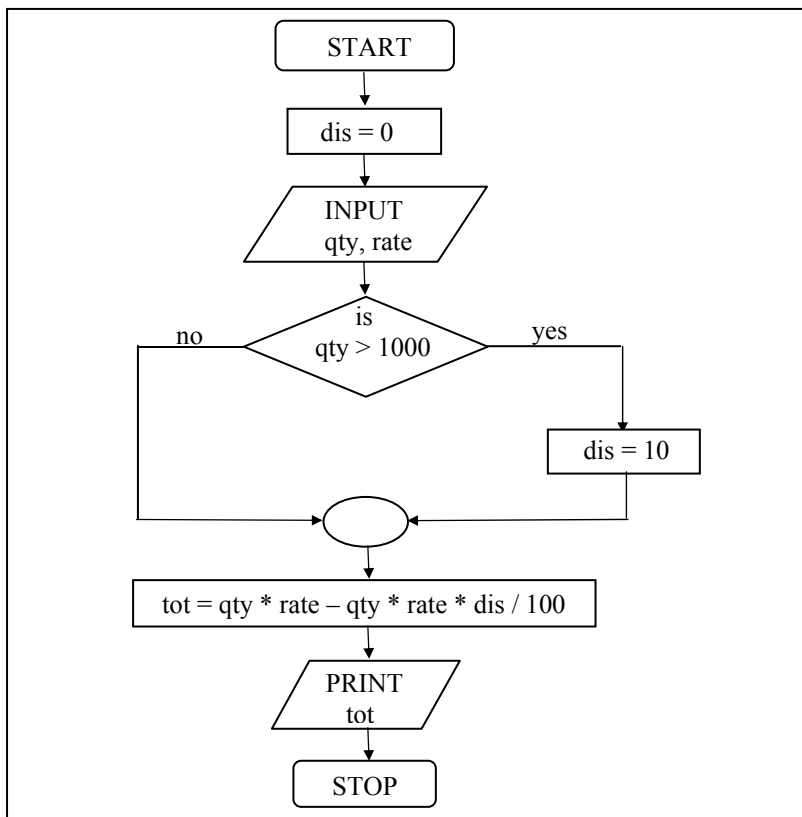 START
dis = 0
INPUT
qty, rate
is
no
qty > 1000
yes
dis = 10
tot = qty * rate – qty * rate * dis / 100
PRINT
tot
STOP